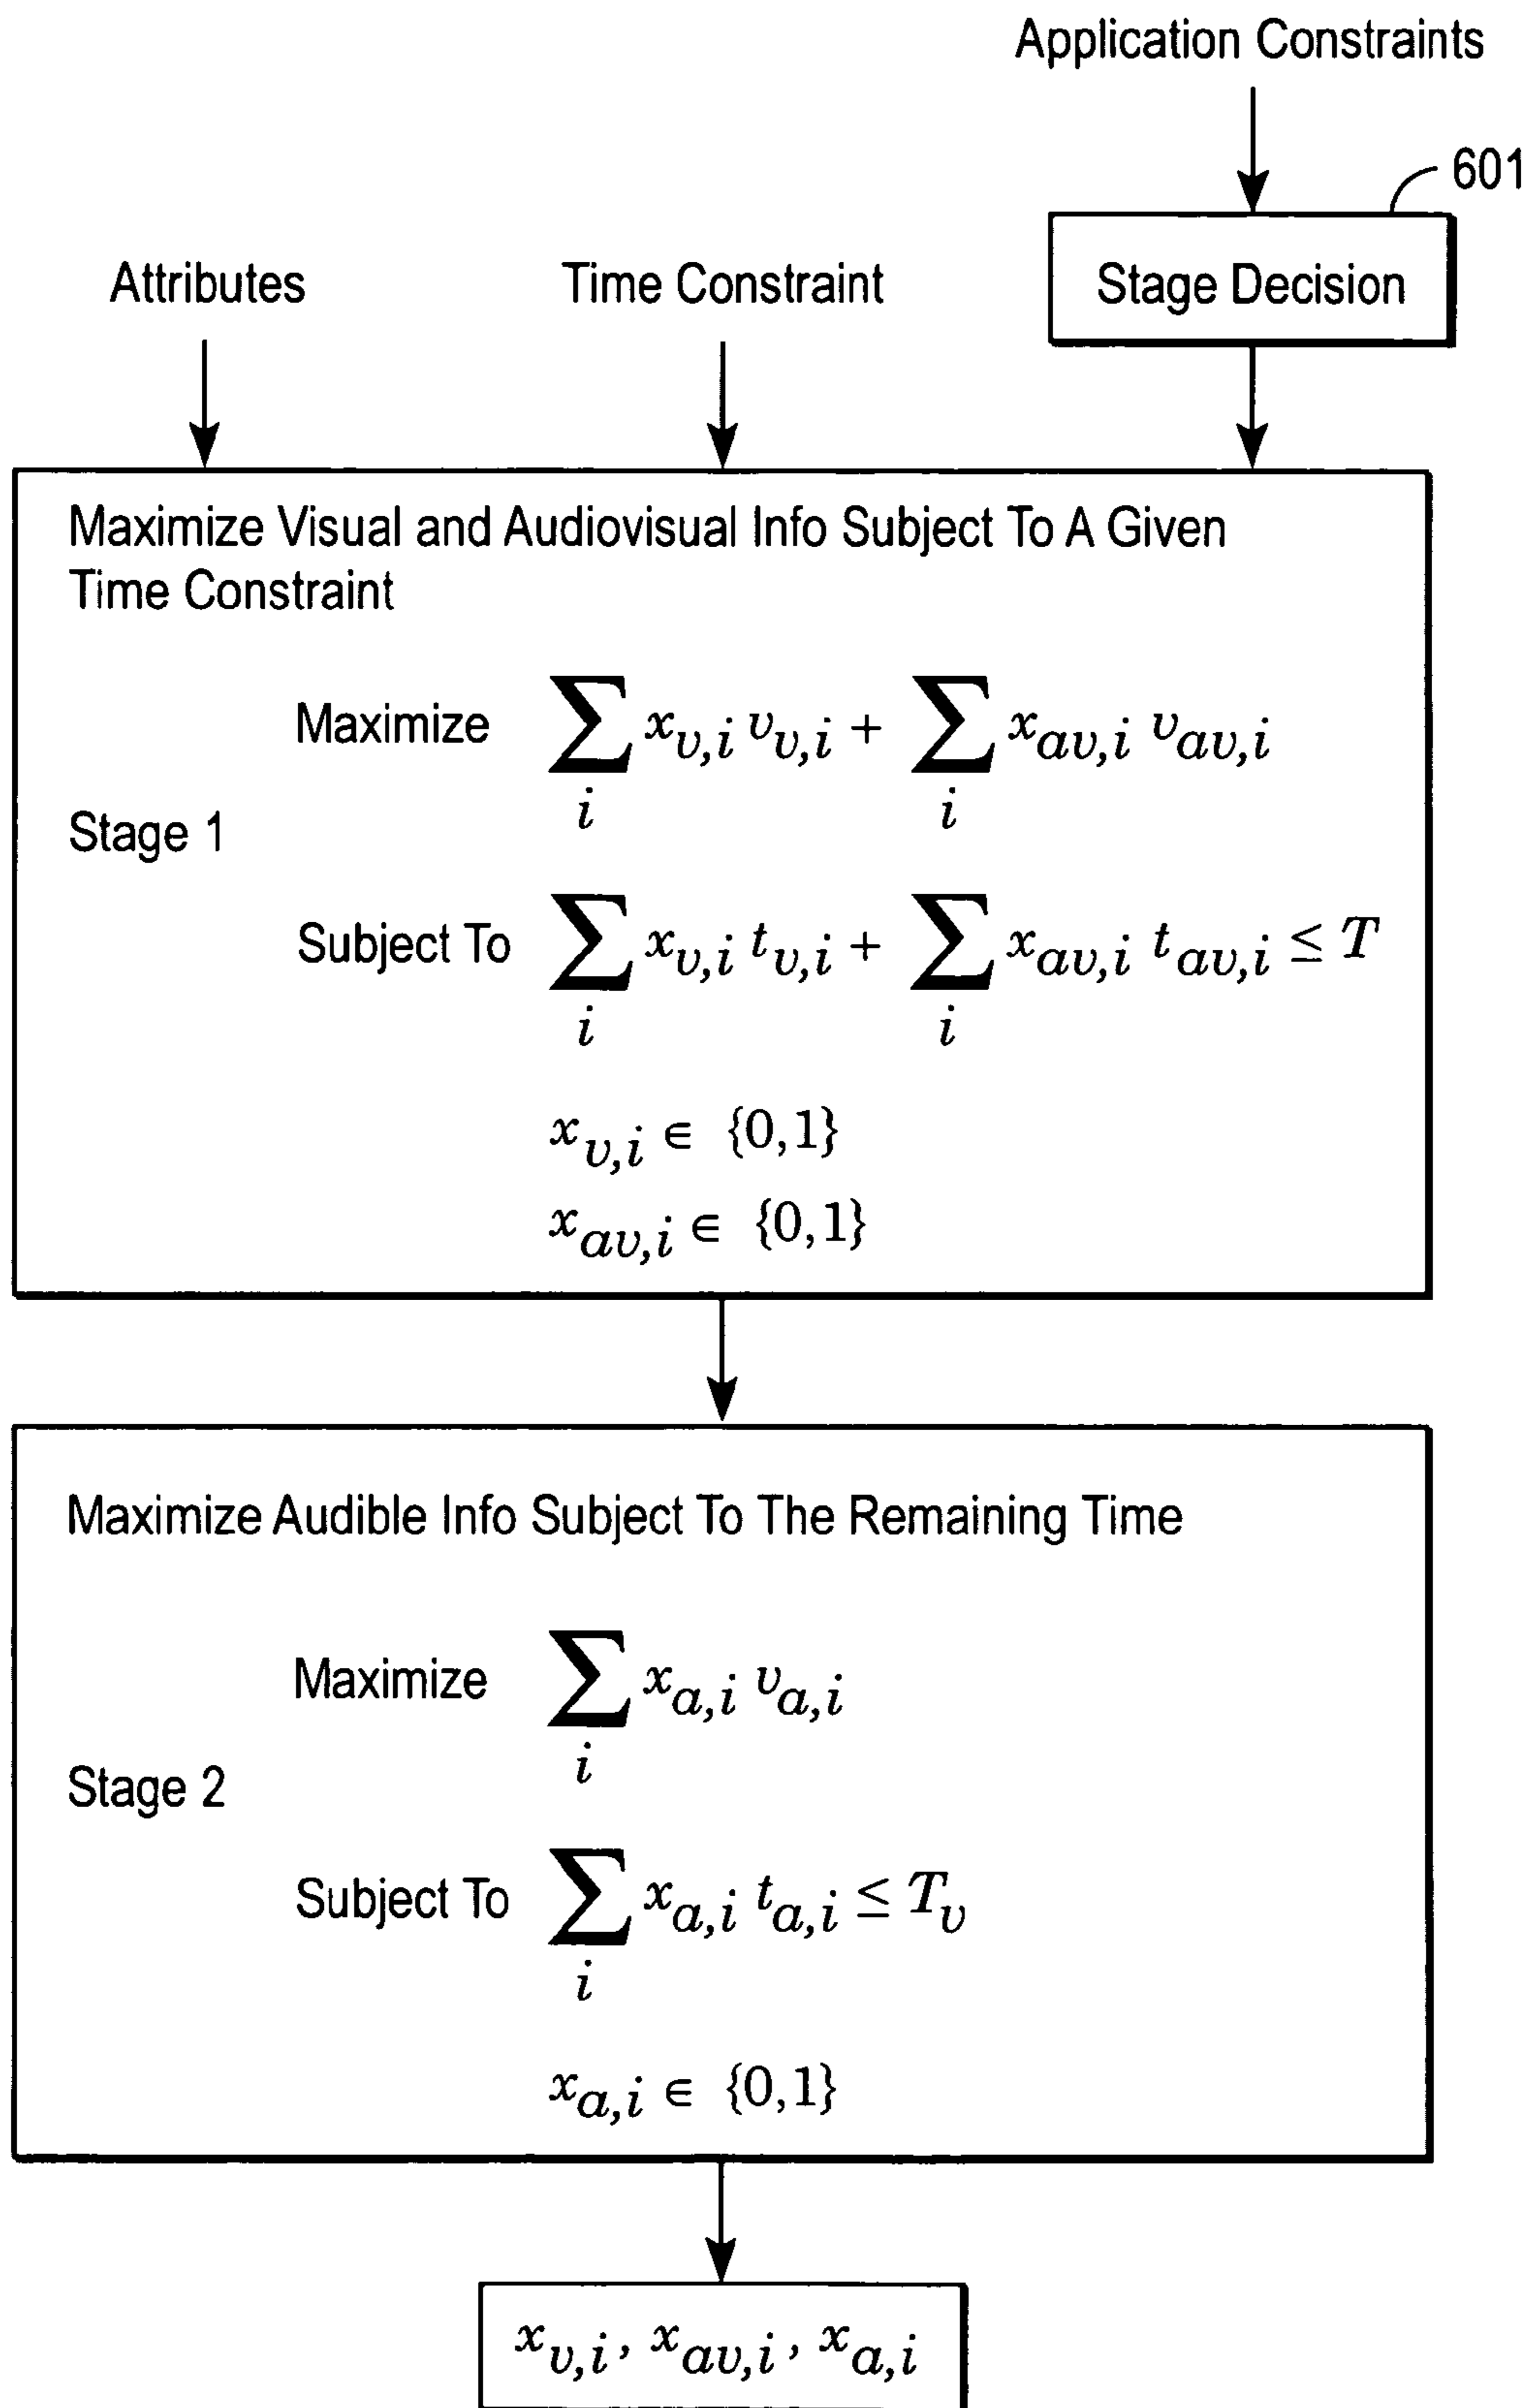 Application Constraints
601
Attributes
Time Constraint
Stage Decision
Maximize Visual and Audiovisual Info Subject To A Given
Time Constraint
Maximize ∑_i x_{v,i} v_{v,i} + ∑_i x_{av,i} v_{av,i}
Stage 1
Subject To ∑_i x_{v,i} t_{v,i} + ∑_i x_{av,i} t_{av,i} ≤ T
x_{v,i} ∈ {0,1}
x_{av,i} ∈ {0,1}
Maximize Audible Info Subject To The Remaining Time
Maximize ∑_i x_{a,i} v_{a,i}
Stage 2
Subject To ∑_i x_{a,i} t_{a,i} ≤ T_v
x_{a,i} ∈ {0,1}
x_{v,i}, x_{av,i}, x_{a,i}